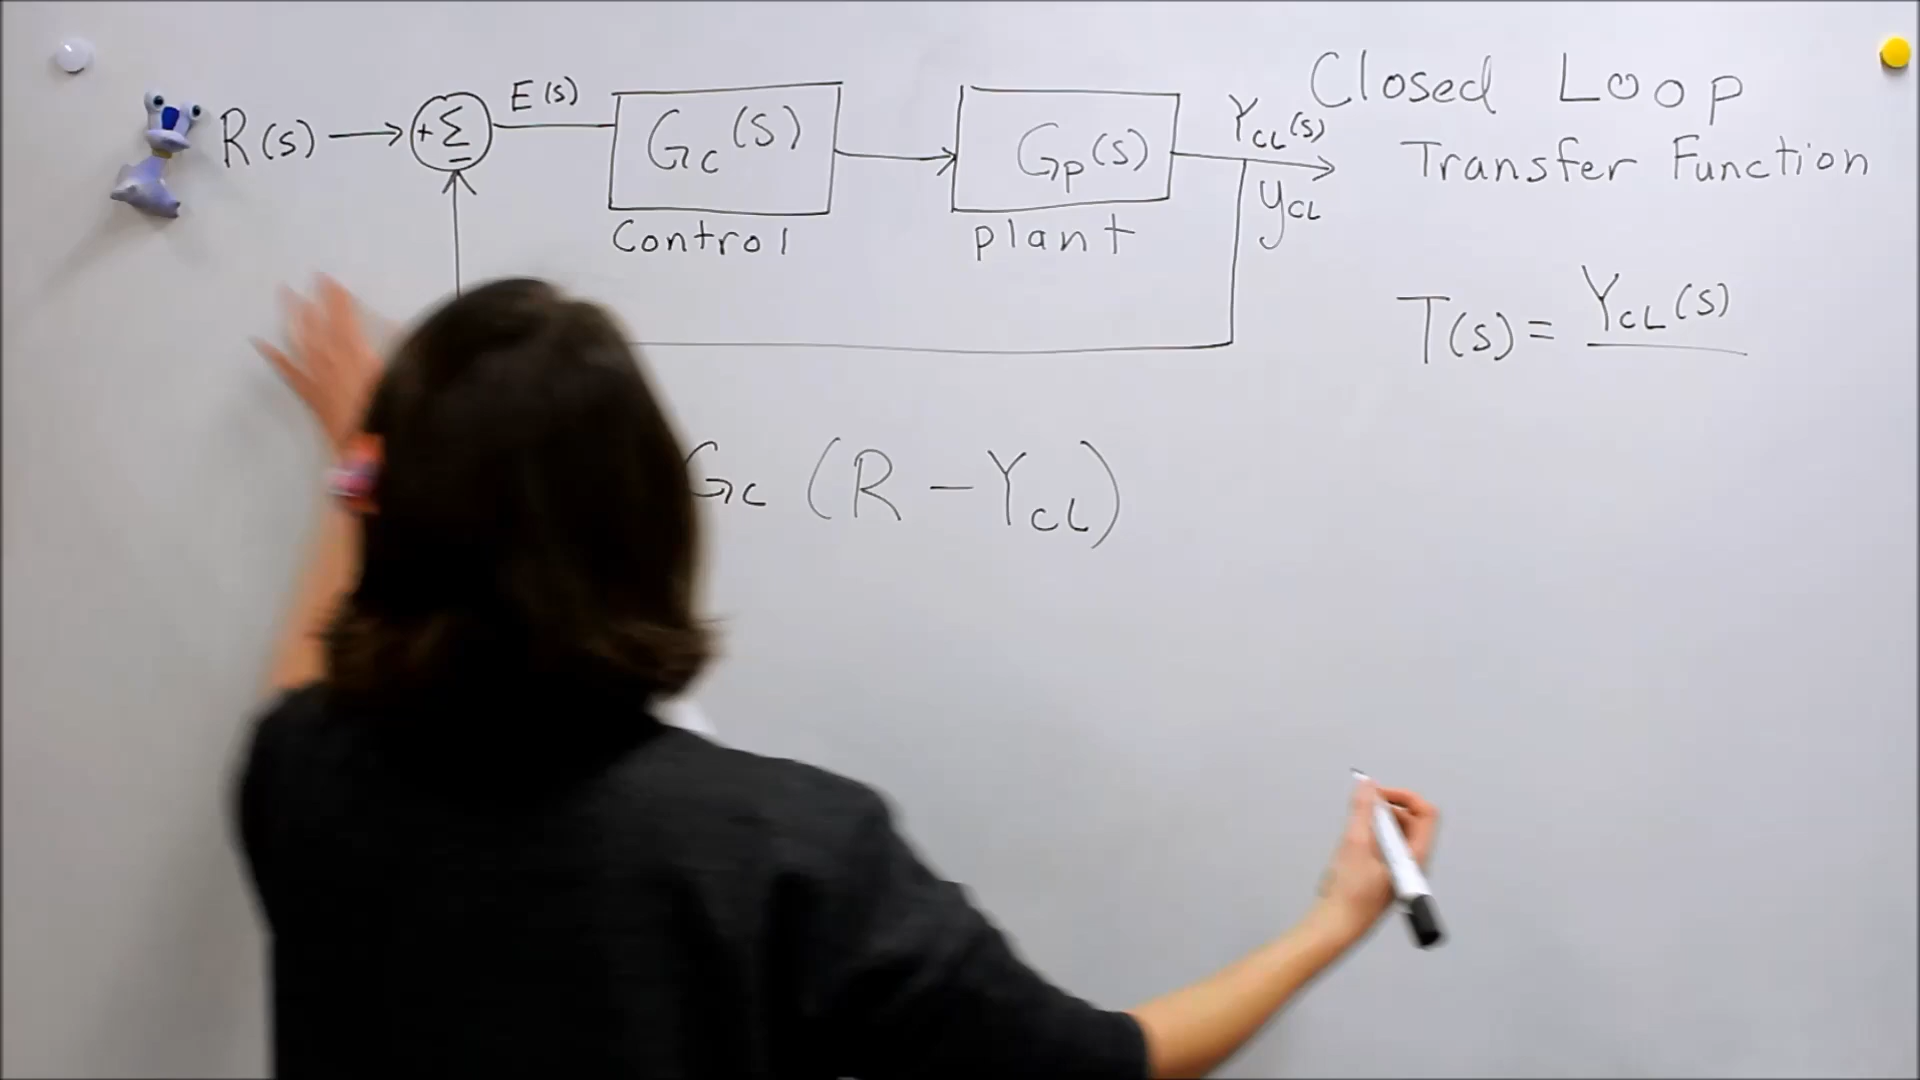 R(s) + Σ - E(s) Gc(s) Gp(s) YCL(s)
Control plant yCL
Closed Loop
Transfer Function
T(s) = YCL(s)
Gc (R - YCL)